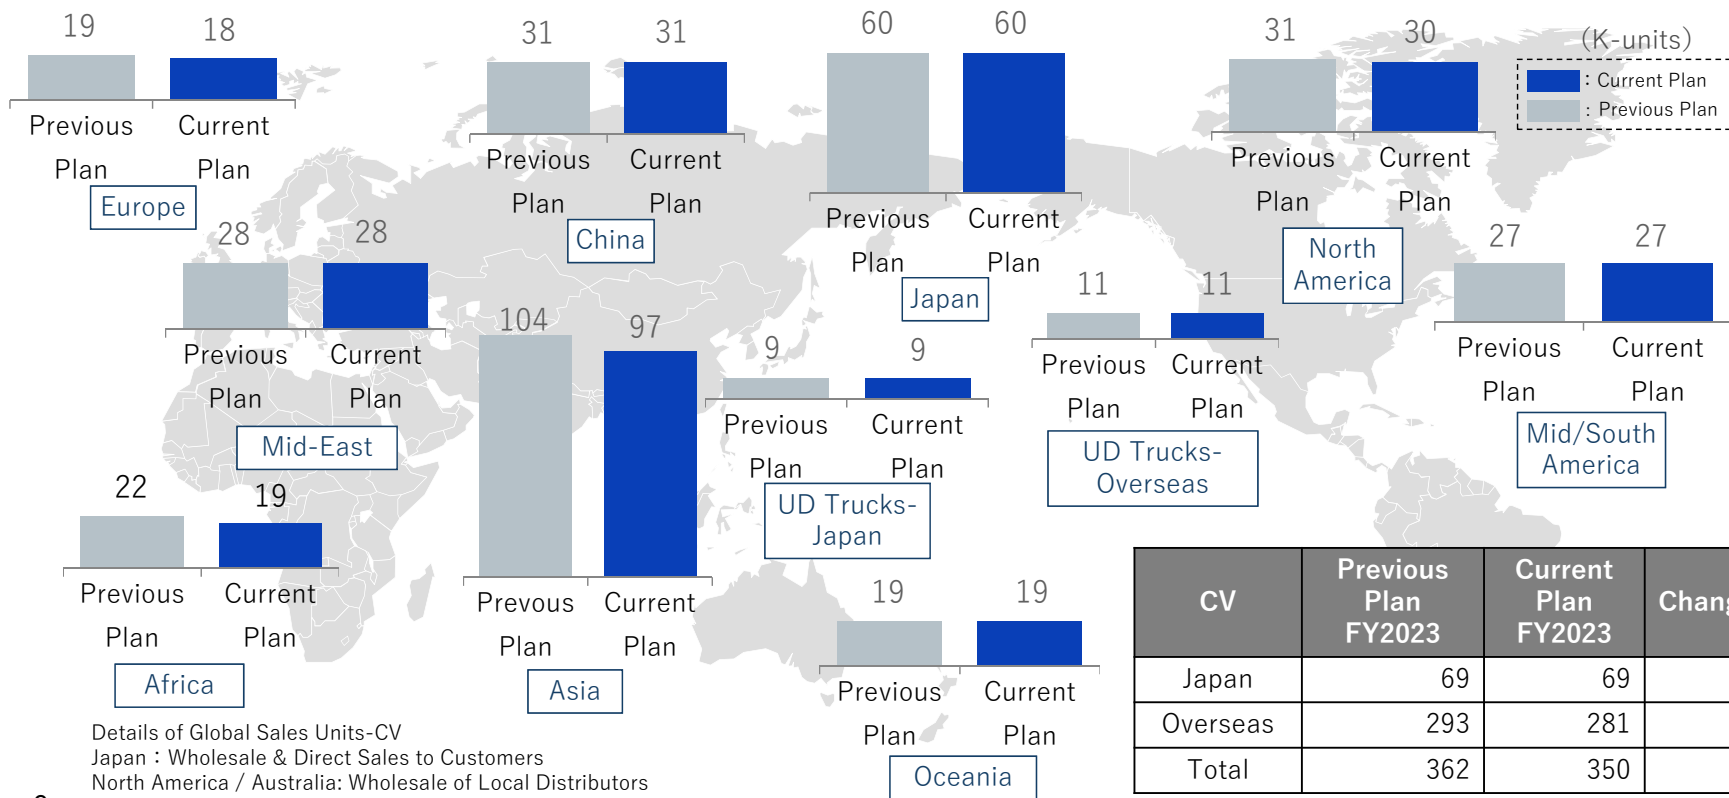 19
18
Previous Plan
Current Plan
Europe
31
31
Previous Plan
Current Plan
China
60
60
Previous Plan
Current Plan
Japan
31
30
Previous Plan
Current Plan
North
America
(K-units)
: Current Plan
: Previous Plan
28
28
Previous Plan
Current Plan
Mid-East
104
97
Prevous Plan
Current Plan
Asia
9
9
Previous Plan
Current Plan
UD Trucks-
Japan
11
11
Previous Plan
Current Plan
UD Trucks-
Overseas
27
27
Previous Plan
Current Plan
Mid/South
America
22
19
Previous Plan
Current Plan
Africa
19
19
Previous Plan
Current Plan
Oceania
CV
Previous Plan FY2023
Current Plan FY2023
Japan 69 69
Overseas 293 281
Total 362 350
Details of Global Sales Units-CV
Japan : Wholesale & Direct Sales to Customers
North America / Australia: Wholesale of Local Distributors